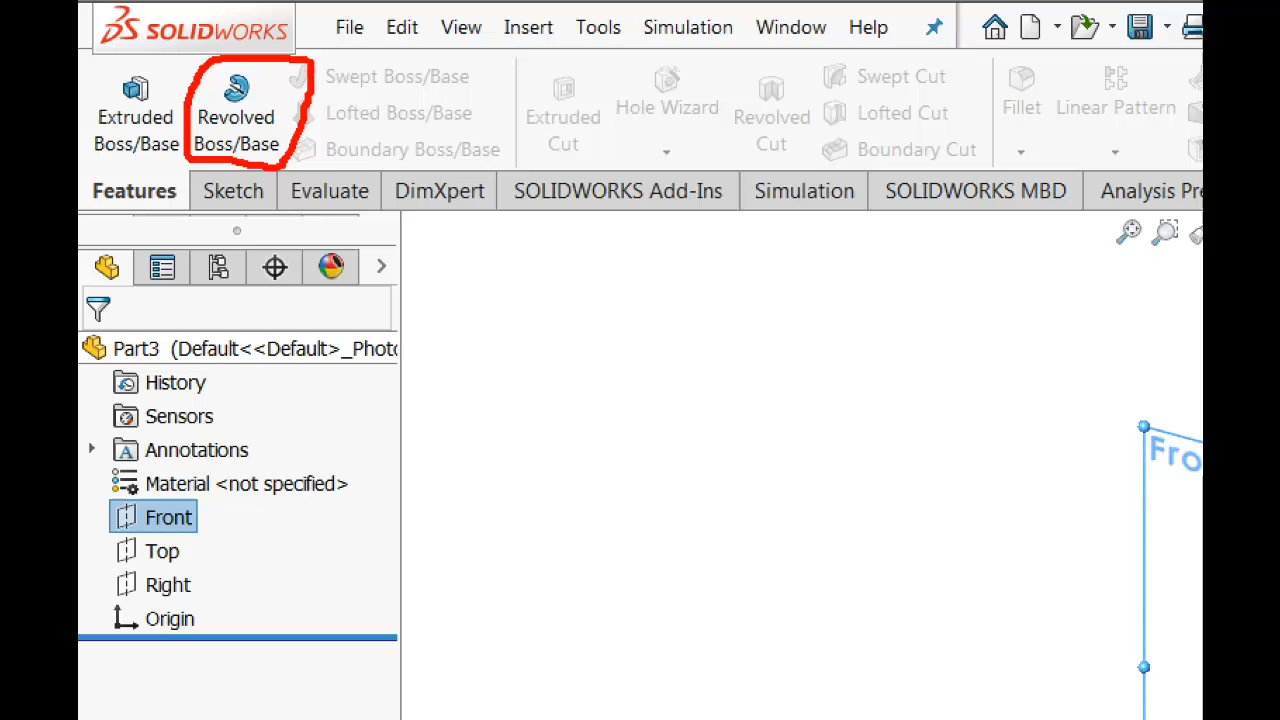 SOLIDWORKS File Edit View Insert Tools Simulation Window Help
Extruded Boss/Base
Revolved Boss/Base
Swept Boss/Base
Lofted Boss/Base
Boundary Boss/Base
Extruded Cut
Hole Wizard
Revolved Cut
Swept Cut
Lofted Cut
Boundary Cut
Fillet
Linear Pattern
Features Sketch Evaluate DimXpert SOLIDWORKS Add-Ins Simulation SOLIDWORKS MBD Analysis Pre
Part3 (Default<<Default>_Phot
History
Sensors
Annotations
Material <not specified>
Front
Top
Right
Origin
Fro